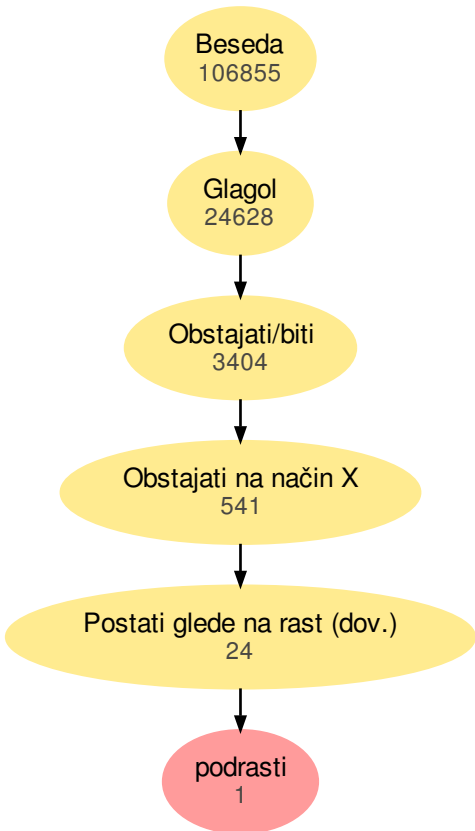 Beseda
106855
Glagol
24628
Obstajati/biti
3404
Obstajati na način X
541
Postati glede na rast (dov.)
24
podrasti
1